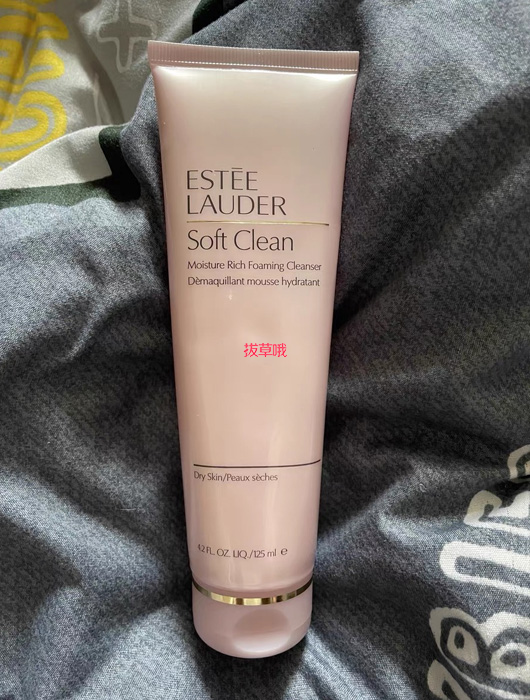 ESTĒE
LAUDER
Soft Clean
Moisture Rich Foaming Cleanser
Dèmaquillant mousse hydratant
拔草哦
Dry Skin/Peaux sèches
4.2 FL. OZ. LIQ./125 ml ℮